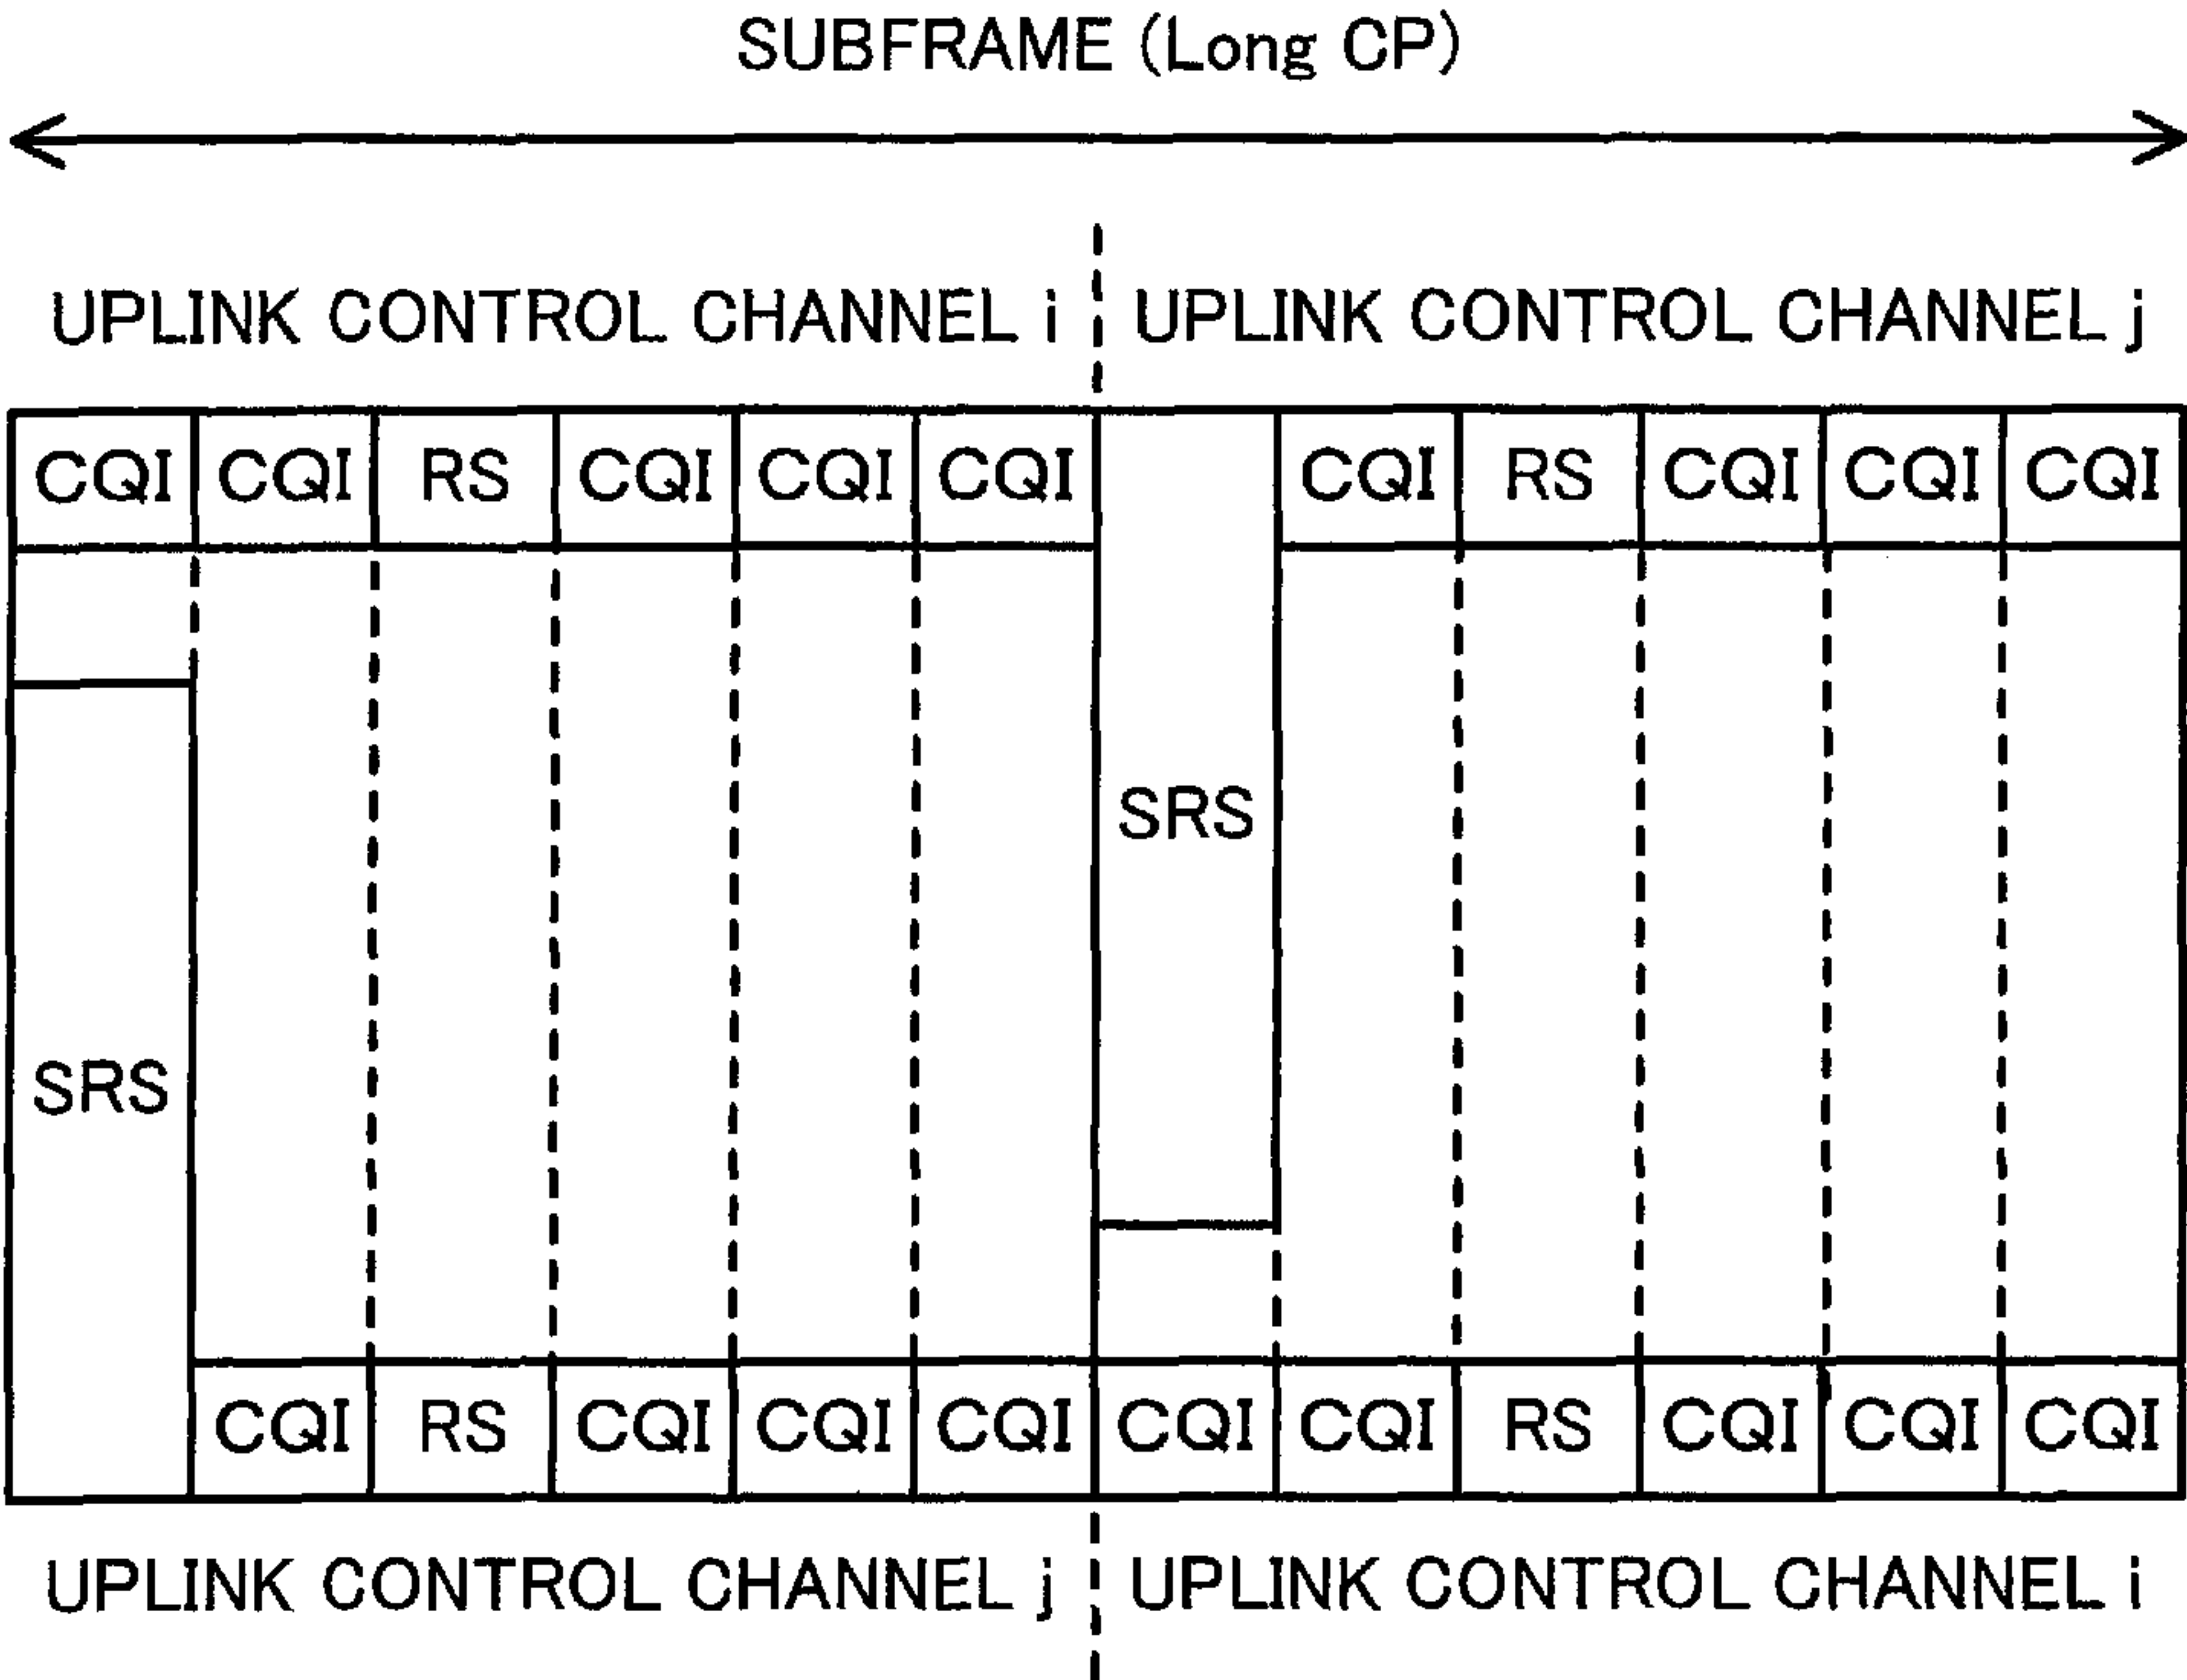 SUBFRAME (Long CP)
UPLINK CONTROL CHANNEL i UPLINK CONTROL CHANNEL j
CQI CQI RS CQI CQI CQI CQI RS CQI CQI CQI
SRS
SRS
CQI RS CQI CQI CQI CQI CQI RS CQI CQI CQI
UPLINK CONTROL CHANNEL j UPLINK CONTROL CHANNEL i